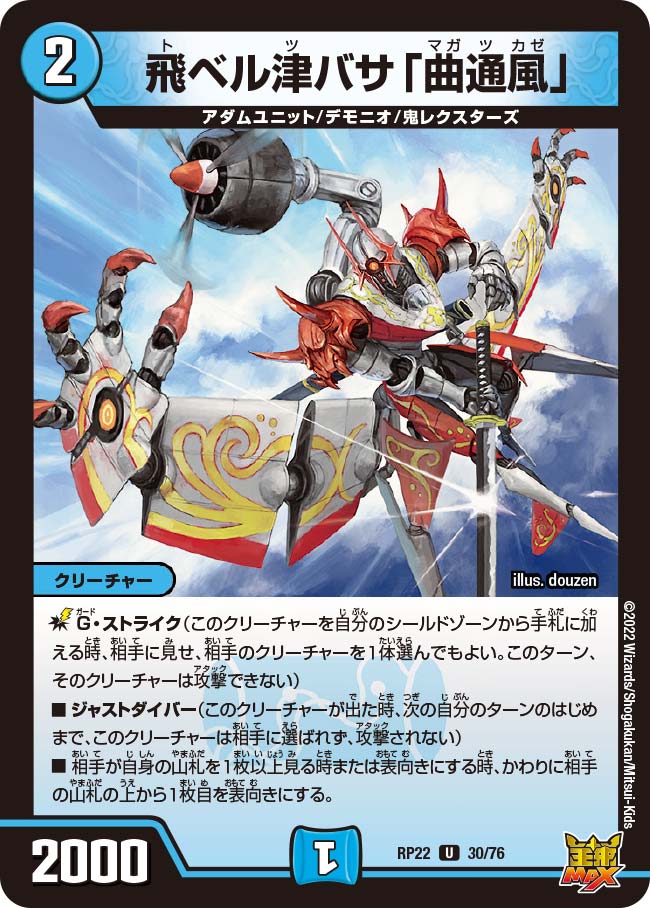 2
飛ベル津バサ「曲通風」
ト ツ マガ ツ カゼ
アダムユニット/デモニオ/鬼レクスターズ
クリーチャー
illus. douzen
G・ストライク(このクリーチャーを自分のシールドゾーンから手札に加
える時、相手に見せ、相手のクリーチャーを1体選んでもよい。このターン、
そのクリーチャーは攻撃できない)
■ ジャストダイバー(このクリーチャーが出た時、次の自分のターンのはじめ
まで、このクリーチャーは相手に選ばれず、攻撃されない)
■ 相手が自身の山札を1枚以上見る時または表向きにする時、かわりに相手
の山札の上から1枚目を表向きにする。
©2022 Wizards/Shogakukan/Mitsui-Kids
2000
1
RP22 U 30/76
王来MAX